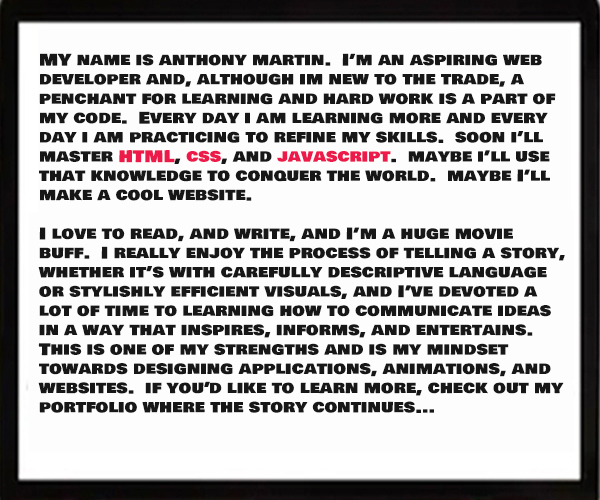 MY NAME IS ANTHONY MARTIN. I'M AN ASPIRING WEB
DEVELOPER AND, ALTHOUGH IM NEW TO THE TRADE, A
PENCHANT FOR LEARNING AND HARD WORK IS A PART OF
MY CODE. EVERY DAY I AM LEARNING MORE AND EVERY
DAY I AM PRACTICING TO REFINE MY SKILLS. SOON I'LL
MASTER HTML, CSS, AND JAVASCRIPT. MAYBE I'LL USE
THAT KNOWLEDGE TO CONQUER THE WORLD. MAYBE I'LL
MAKE A COOL WEBSITE.
I LOVE TO READ, AND WRITE, AND I'M A HUGE MOVIE
BUFF. I REALLY ENJOY THE PROCESS OF TELLING A STORY,
WHETHER IT'S WITH CAREFULLY DESCRIPTIVE LANGUAGE
OR STYLISHLY EFFICIENT VISUALS, AND I'VE DEVOTED A
LOT OF TIME TO LEARNING HOW TO COMMUNICATE IDEAS
IN A WAY THAT INSPIRES, INFORMS, AND ENTERTAINS.
THIS IS ONE OF MY STRENGTHS AND IS MY MINDSET
TOWARDS DESIGNING APPLICATIONS, ANIMATIONS, AND
WEBSITES. IF YOU'D LIKE TO LEARN MORE, CHECK OUT MY
PORTFOLIO WHERE THE STORY CONTINUES...